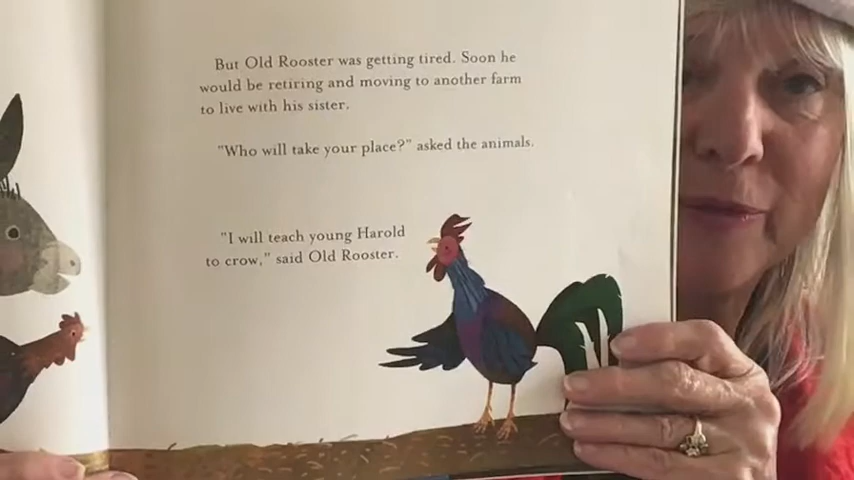 But Old Rooster was getting tired. Soon he
would be retiring and moving to another farm
to live with his sister.
"Who will take your place?" asked the animals.
"I will teach young Harold
to crow," said Old Rooster.